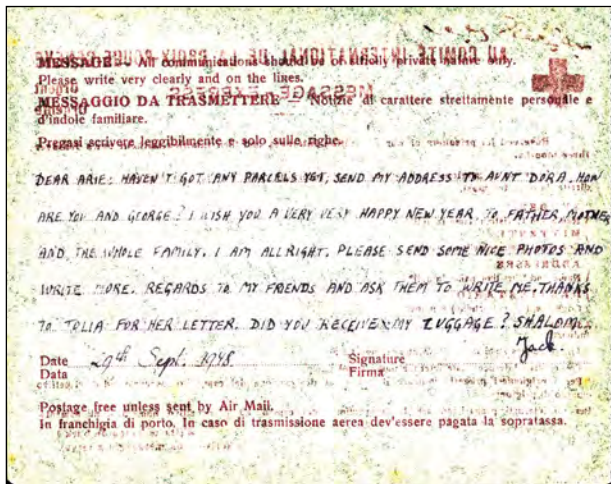 MESSAGE — All communications should be of strictly private nature only.
Please write very clearly and on the lines.
MESSAGGIO DA TRASMETTERE — Notizie di carattere strettamente personale e
d'indole familiare.
Pregasi scrivere leggibilmente e solo sulle righe.
DEAR ARIE: HAVEN'T GOT ANY PARCELS YET, SEND MY ADDRESS TO AUNT DORA. HOW
ARE YOU AND GEORGE? I WISH YOU A VERY VERY HAPPY NEW YEAR TO FATHER, MOTHER
AND THE WHOLE FAMILY. I AM ALLRIGHT. PLEASE SEND SOME NICE PHOTOS AND
WRITE MORE. REGARDS TO MY FRIENDS AND ASK THEM TO WRITE ME. THANKS
TO TOLIA FOR HER LETTER. DID YOU RECEIVE MY LUGGAGE? SHALOM.
Jack.
Date 29th Sept. 1948 Signature
Data Firma
Postage free unless sent by Air Mail.
In franchigia di porto. In caso di trasmissione aerea dev'essere pagata la sopratassa.